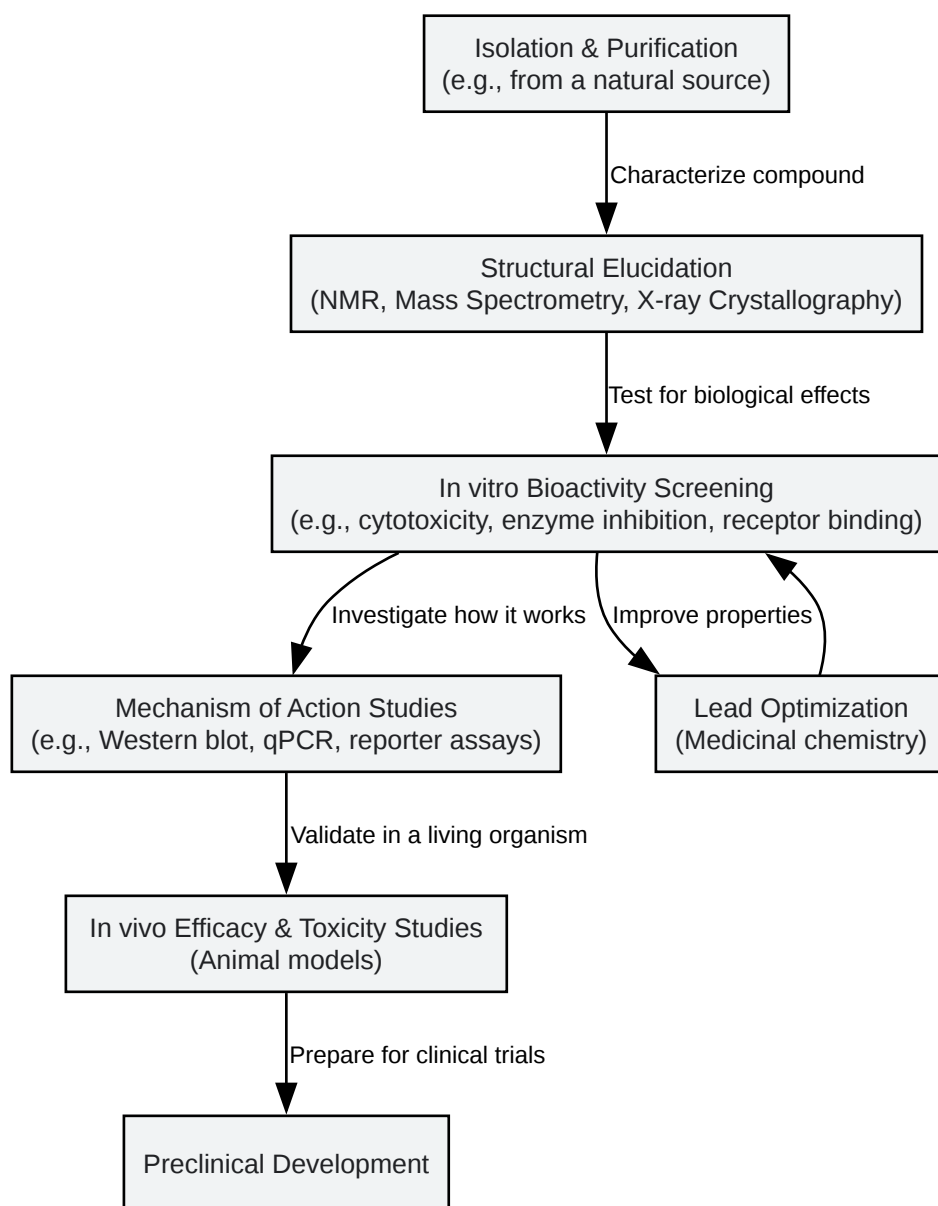 Isolation & Purification
(e.g., from a natural source)
Characterize compound
Structural Elucidation
(NMR, Mass Spectrometry, X-ray Crystallography)
Test for biological effects
In vitro Bioactivity Screening
(e.g., cytotoxicity, enzyme inhibition, receptor binding)
Investigate how it works
Improve properties
Mechanism of Action Studies
(e.g., Western blot, qPCR, reporter assays)
Lead Optimization
(Medicinal chemistry)
Validate in a living organism
In vivo Efficacy & Toxicity Studies
(Animal models)
Prepare for clinical trials
Preclinical Development